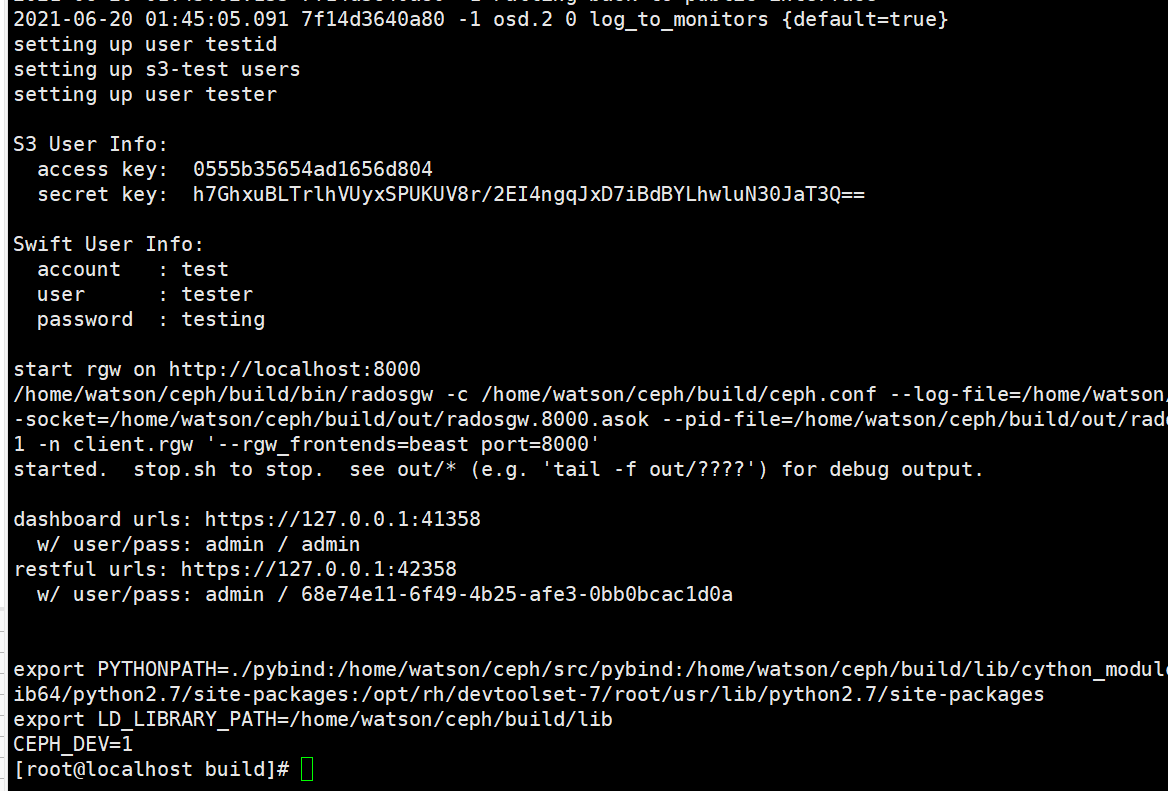 2021-06-20 01:45:05.091 7f14d3640a80 -1 osd.2 0 log_to_monitors {default=true}
setting up user testid
setting up s3-test users
setting up user tester
S3 User Info:
  access key:  0555b35654ad1656d804
  secret key:  h7GhxuBLTrlhVUyxSPUKUV8r/2EI4ngqJxD7iBdBYLhwluN30JaT3Q==
Swift User Info:
  account   : test
  user      : tester
  password  : testing
start rgw on http://localhost:8000
/home/watson/ceph/build/bin/radosgw -c /home/watson/ceph/build/ceph.conf --log-file=/home/watson/
-socket=/home/watson/ceph/build/out/radosgw.8000.asok --pid-file=/home/watson/ceph/build/out/rado
1 -n client.rgw '--rgw_frontends=beast port=8000'
started.  stop.sh to stop.  see out/* (e.g. 'tail -f out/????') for debug output.
dashboard urls: https://127.0.0.1:41358
  w/ user/pass: admin / admin
restful urls: https://127.0.0.1:42358
  w/ user/pass: admin / 68e74e11-6f49-4b25-afe3-0bb0bcac1d0a
export PYTHONPATH=./pybind:/home/watson/ceph/src/pybind:/home/watson/ceph/build/lib/cython_module
ib64/python2.7/site-packages:/opt/rh/devtoolset-7/root/usr/lib/python2.7/site-packages
export LD_LIBRARY_PATH=/home/watson/ceph/build/lib
CEPH_DEV=1
[root@localhost build]#